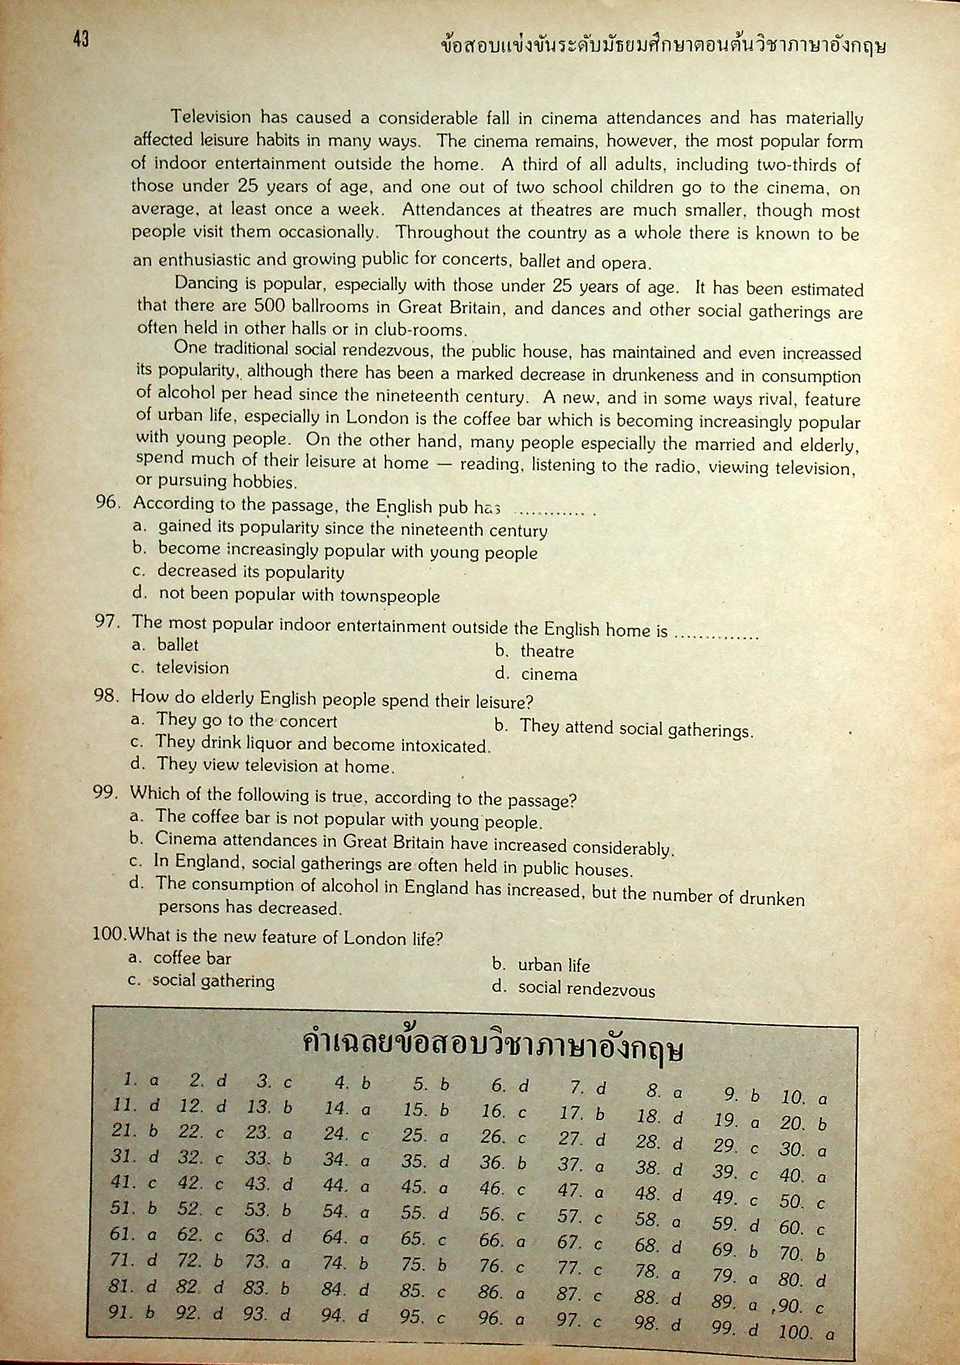 43
ข้อสอบแข่งขันระดับมัธยมศึกษาตอนต้นวิชาภาษาอังกฤษ
Television has caused a considerable fall in cinema attendances and has materially
affected leisure habits in many ways. The cinema remains, however, the most popular form
of indoor entertainment outside the home. A third of all adults, including two-thirds of
those under 25 years of age, and one out of two school children go to the cinema, on
average, at least once a week. Attendances at theatres are much smaller, though most
people visit them occasionally. Throughout the country as a whole there is known to be
an enthusiastic and growing public for concerts, ballet and opera.
Dancing is popular, especially with those under 25 years of age. It has been estimated
that there are 500 ballrooms in Great Britain, and dances and other social gatherings are
often held in other halls or in club-rooms.
One traditional social rendezvous, the public house, has maintained and even increassed
its popularity, although there has been a marked decrease in drunkeness and in consumption
of alcohol per head since the nineteenth century. A new, and in some ways rival, feature
of urban life, especially in London is the coffee bar which is becoming increasingly popular
with young people. On the other hand, many people especially the married and elderly,
spend much of their leisure at home — reading, listening to the radio, viewing television,
or pursuing hobbies.
96. According to the passage, the English pub has .............
a. gained its popularity since the nineteenth century
b. become increasingly popular with young people
c. decreased its popularity
d. not been popular with townspeople
97. The most popular indoor entertainment outside the English home is ..............
a. ballet b. theatre
c. television d. cinema
98. How do elderly English people spend their leisure?
a. They go to the concert b. They attend social gatherings.
c. They drink liquor and become intoxicated.
d. They view television at home.
99. Which of the following is true, according to the passage?
a. The coffee bar is not popular with young people.
b. Cinema attendances in Great Britain have increased considerably.
c. In England, social gatherings are often held in public houses.
d. The consumption of alcohol in England has increased, but the number of drunken
persons has decreased.
100. What is the new feature of London life?
a. coffee bar b. urban life
c. social gathering d. social rendezvous
คำเฉลยข้อสอบวิชาภาษาอังกฤษ
1. a 2. d 3. c 4. b 5. b 6. d 7. d 8. a 9. b 10. a
11. d 12. d 13. b 14. a 15. b 16. c 17. b 18. d 19. a 20. b
21. b 22. c 23. a 24. c 25. a 26. c 27. d 28. d 29. c 30. a
31. d 32. c 33. b 34. a 35. d 36. b 37. a 38. d 39. c 40. a
41. c 42. c 43. d 44. a 45. a 46. c 47. a 48. d 49. c 50. c
51. b 52. c 53. b 54. a 55. d 56. c 57. c 58. a 59. d 60. c
61. a 62. c 63. d 64. a 65. c 66. a 67. c 68. d 69. b 70. b
71. d 72. b 73. a 74. b 75. b 76. c 77. c 78. a 79. a 80. d
81. d 82. d 83. b 84. d 85. c 86. a 87. c 88. d 89. a 90. c
91. b 92. d 93. d 94. d 95. c 96. a 97. c 98. d 99. d 100. a